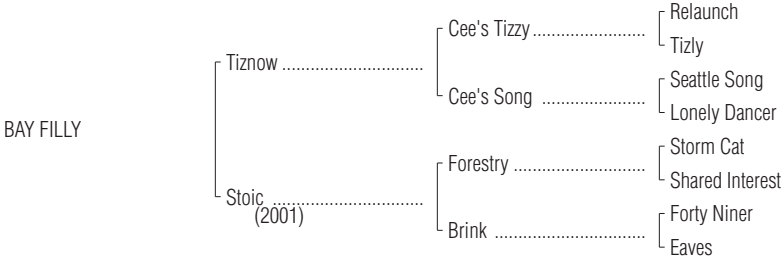 Relaunch
Cee's Tizzy ............................
Tizly
Tiznow ...................................
Seattle Song
Cee's Song .........................
Lonely Dancer
BAY FILLY
Storm Cat
Forestry .................................
Shared Interest
Stoic .....................................
(2001)
Forty Niner
Brink .....................................
Eaves